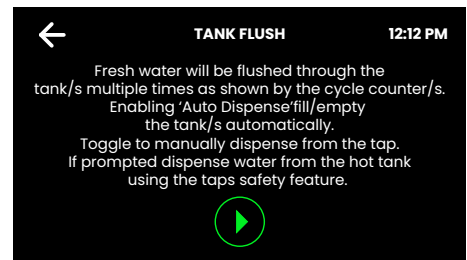 TANK FLUSH 12:12 PM
Fresh water will be flushed through the
tank/s multiple times as shown by the cycle counter/s.
Enabling ‘Auto Dispense’fill/empty
the tank/s automatically.
Toggle to manually dispense from the tap.
If prompted dispense water from the hot tank
using the taps safety feature.